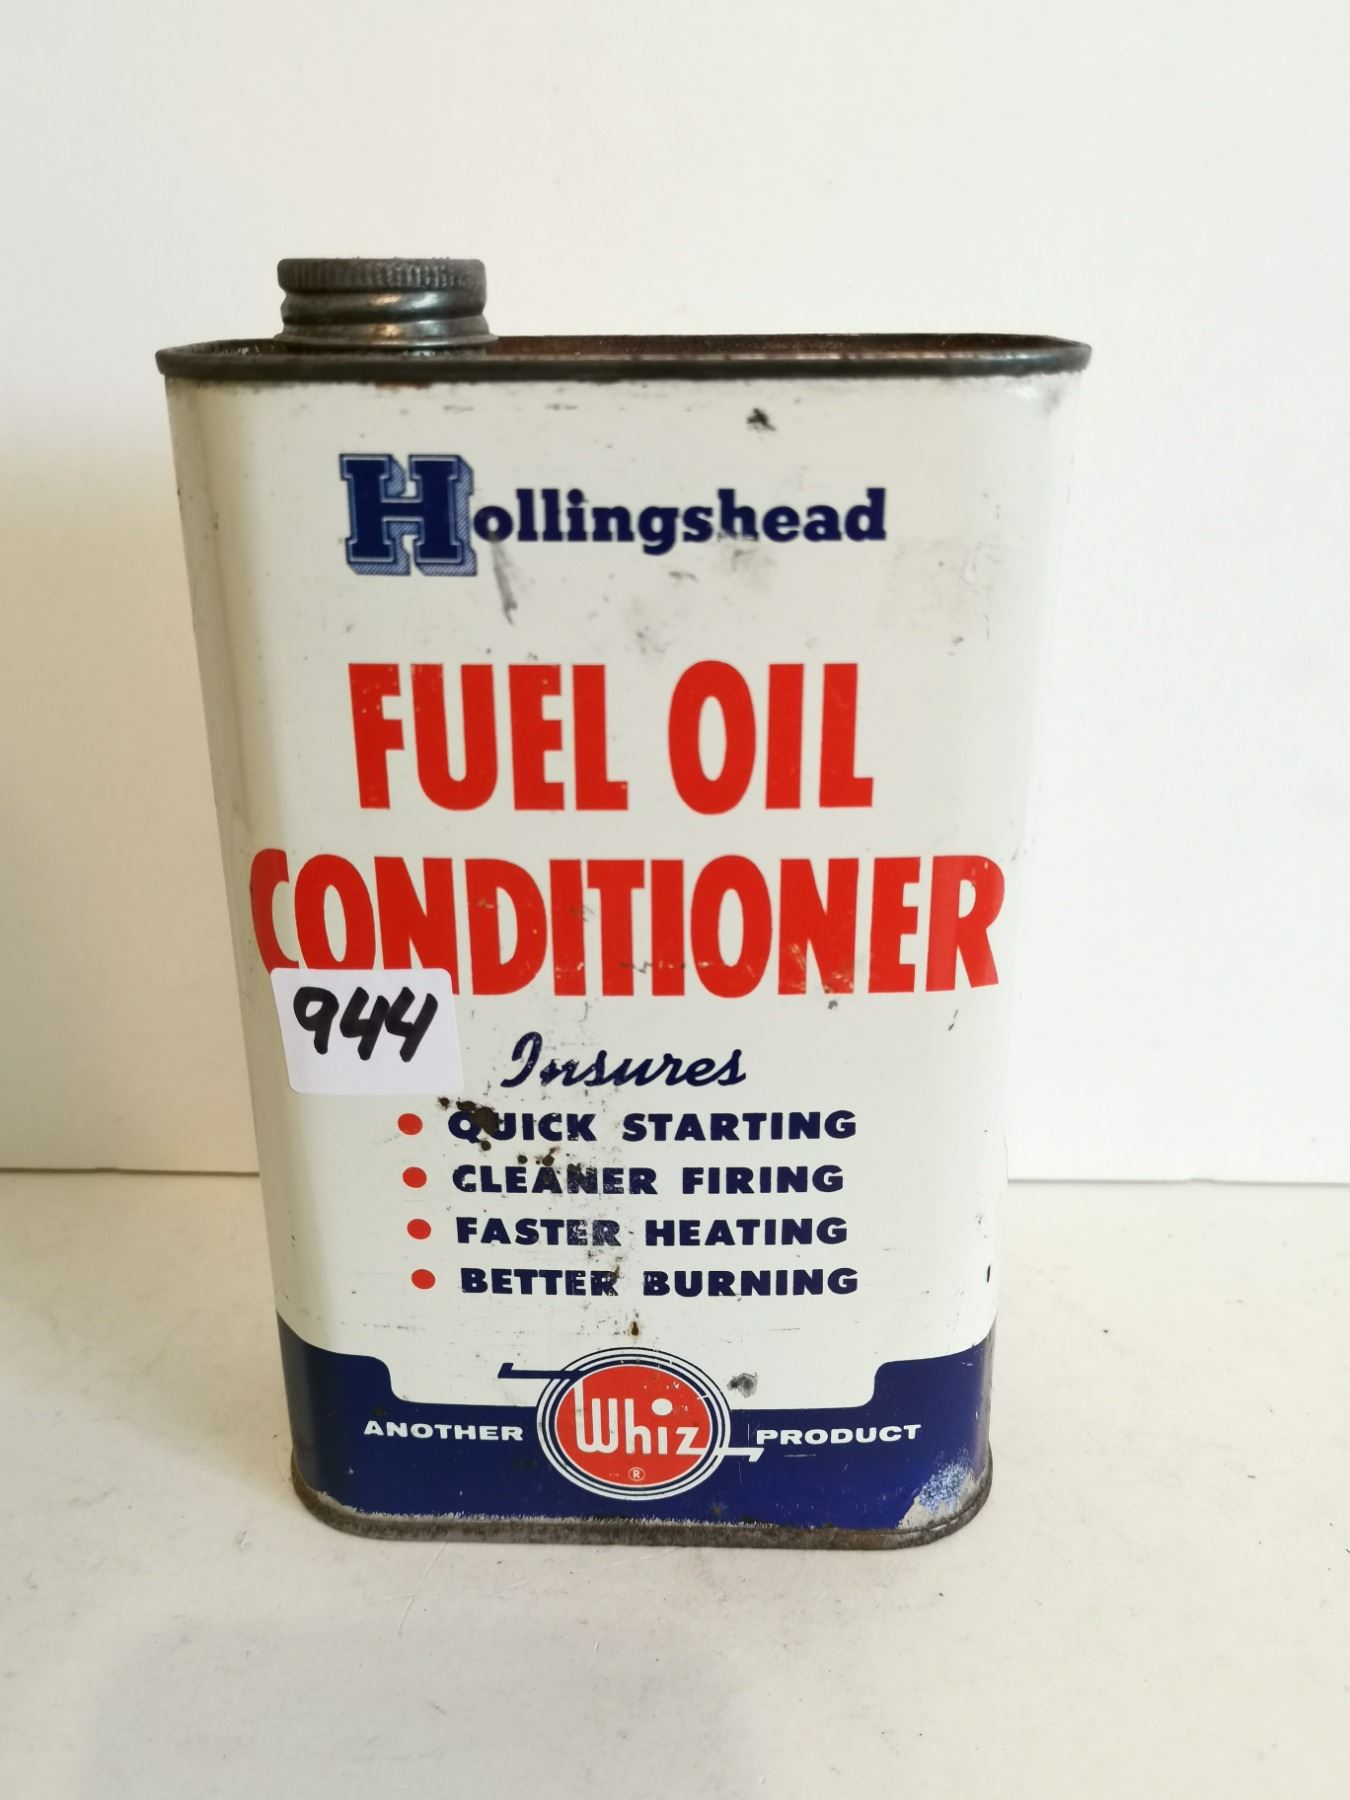 Hollingshead
FUEL OIL
CONDITIONER
944
Insures
• QUICK STARTING
• CLEANER FIRING
• FASTER HEATING
• BETTER BURNING
ANOTHER Whiz ® PRODUCT